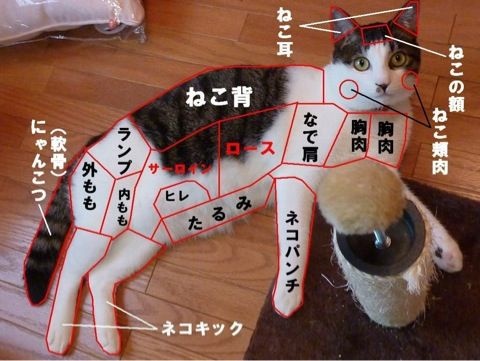 ねこ耳
ねこの額
ねこ頬肉
ねこ背
ランプ
サーロイン
ロース
なで肩
胸肉
胸肉
外もも
内もも
ヒレ
たるみ
ネコパンチ
にゃんこつ
(軟骨)
ネコキック